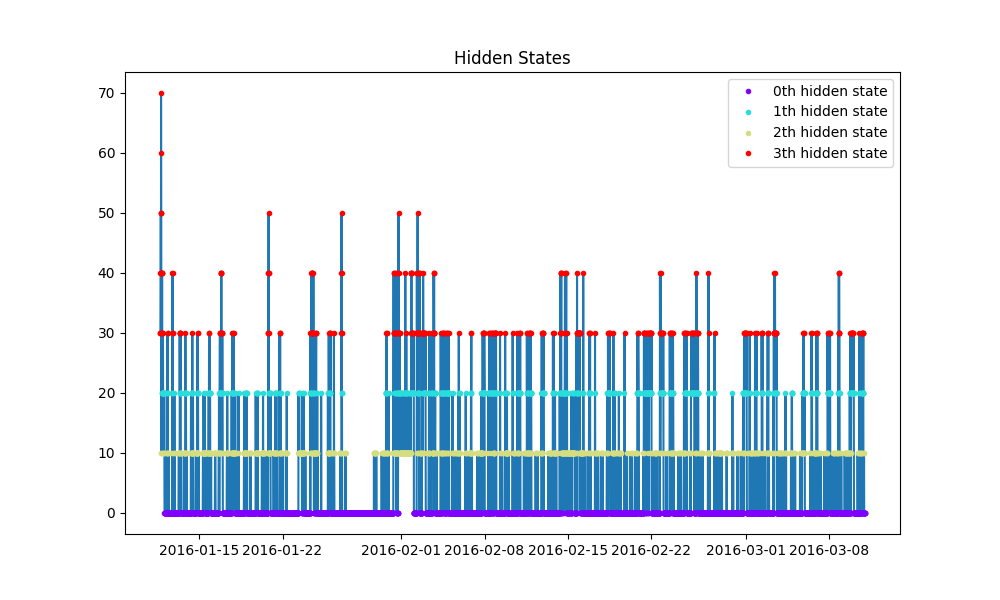 Hidden States
70
60
50
40
30
20
10
0
0th hidden state
1th hidden state
2th hidden state
3th hidden state
2016-01-15 2016-01-22 2016-02-01 2016-02-08 2016-02-15 2016-02-22 2016-03-01 2016-03-08